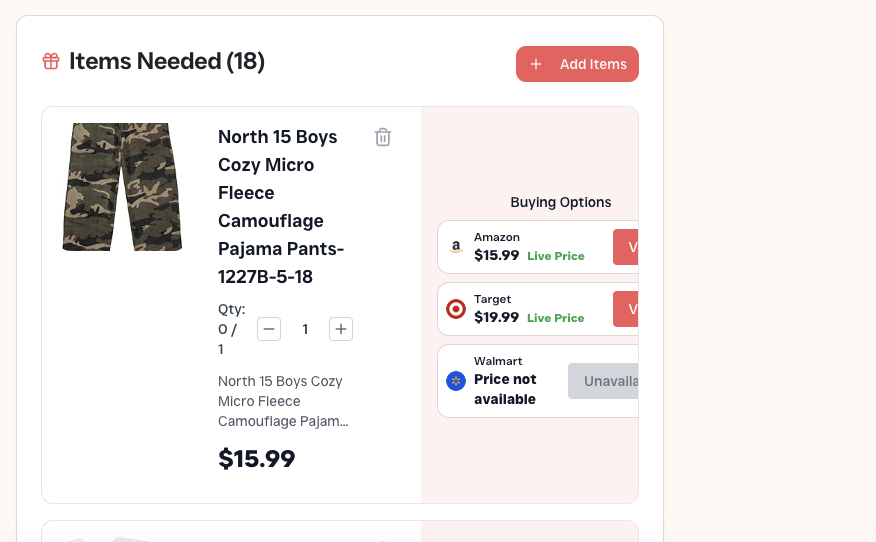 Items Needed (18)
Add Items
North 15 Boys
Cozy Micro
Fleece
Camouflage
Pajama Pants-
1227B-5-18
Qty:
0 /
1
1
North 15 Boys Cozy
Micro Fleece
Camouflage Pajam...
$15.99
Buying Options
a
Amazon
$15.99 Live Price
V
Target
$19.99 Live Price
V
Walmart
Price not
available
Unavaila